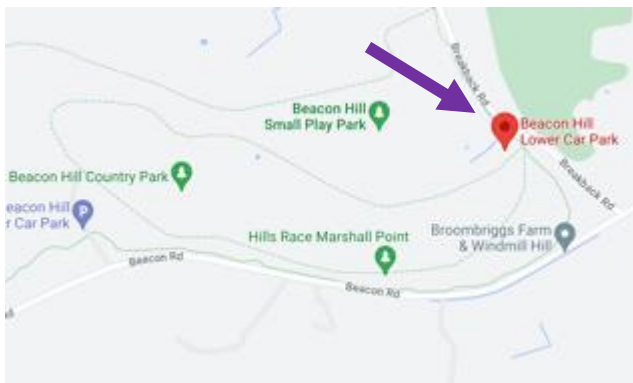 Breakback Rd
Beacon Hill
Small Play Park
Beacon Hill
Lower Car Park
Beacon Hill Country Park
Breakback Rd
eacon Hill
r Car Park
P
Hills Race Marshall Point
Broombriggs Farm
& Windmill Hill
Beacon Rd
Beacon Rd